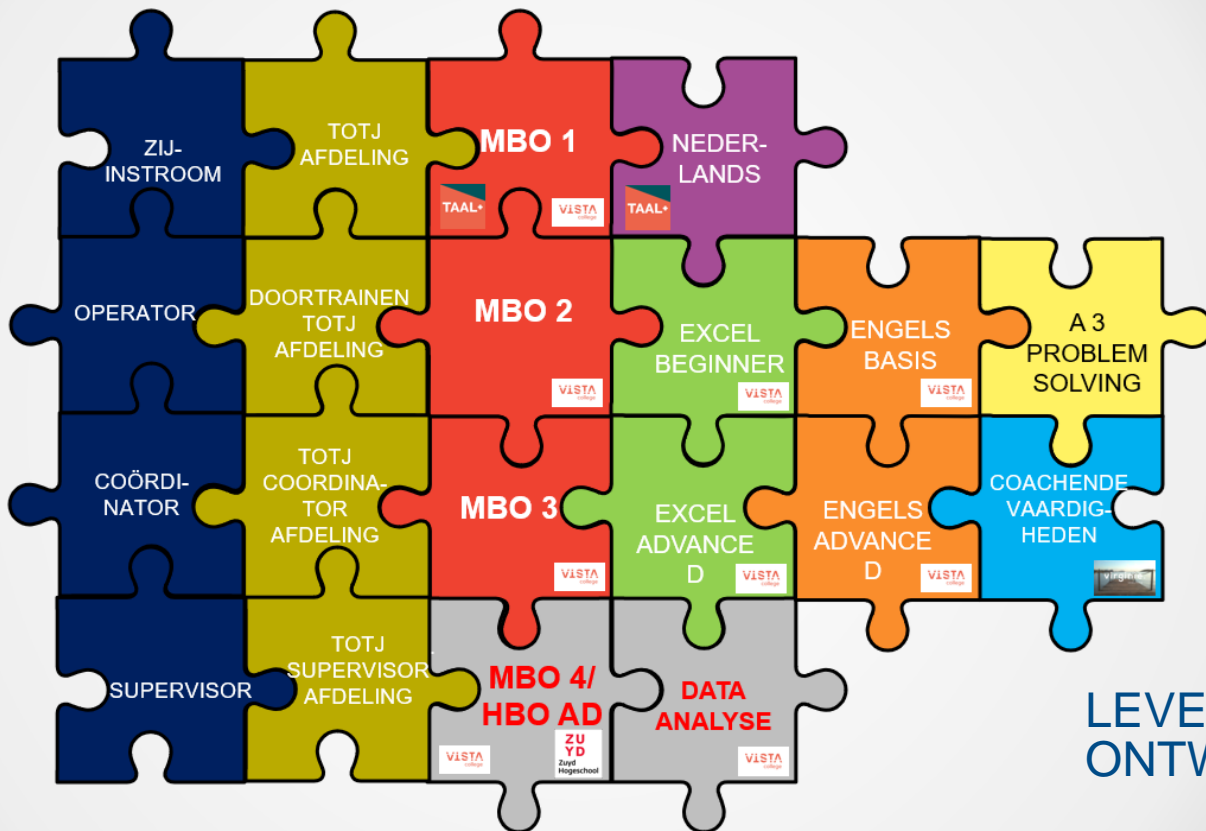 ZIJ-
INSTROOM
TOTJ
AFDELING
MBO 1
TAAL+
VISTA
college
NEDER-
LANDS
TAAL+
OPERATOR
DOORTRAINEN
TOTJ
AFDELING
MBO 2
VISTA
college
EXCEL
BEGINNER
VISTA
college
ENGELS
BASIS
VISTA
college
A 3
PROBLEM
SOLVING
COÖRDI-
NATOR
TOTJ
COORDINA-
TOR
AFDELING
MBO 3
VISTA
college
EXCEL
ADVANCE
D
VISTA
college
ENGELS
ADVANCE
D
VISTA
college
COACHENDE
VAARDIG-
HEDEN
SUPERVISOR
TOTJ
SUPERVISOR
AFDELING
MBO 4/
HBO AD
VISTA
college
ZU
YD
Zuyd
Hogeschool
DATA
ANALYSE
VISTA
college
LEVE
ONTW